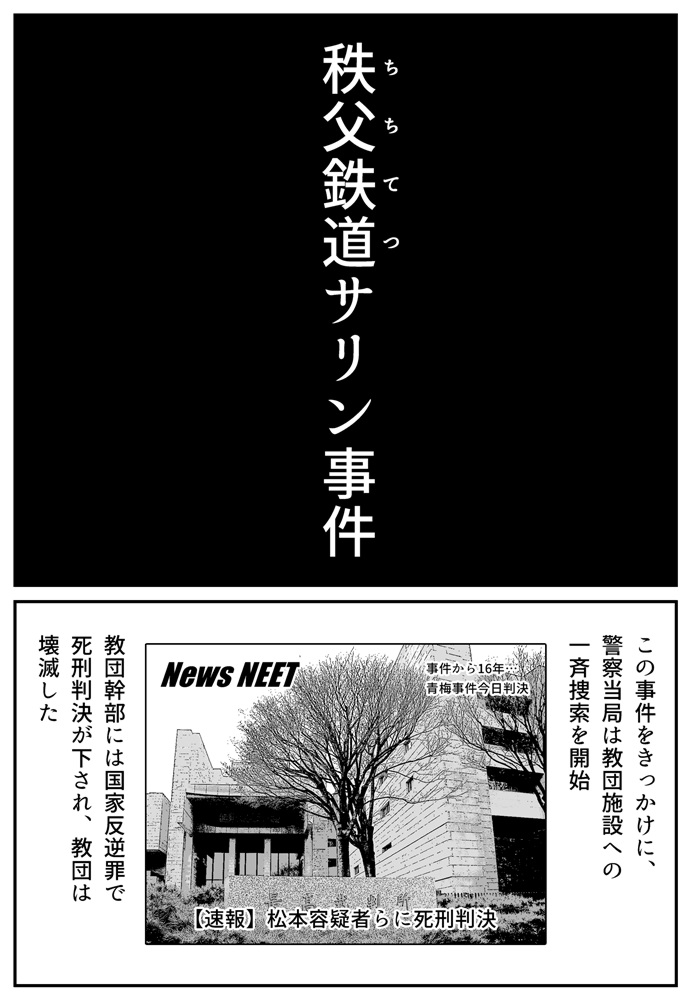 秩父鉄道サリン事件
ちちてつ
この事件をきっかけに、
警察当局は教団施設への
一斉捜索を開始
News NEET
事件から16年…
青梅事件今日判決
【速報】松本容疑者らに死刑判決
教団幹部には国家反逆罪で
死刑判決が下され、教団は
壊滅した